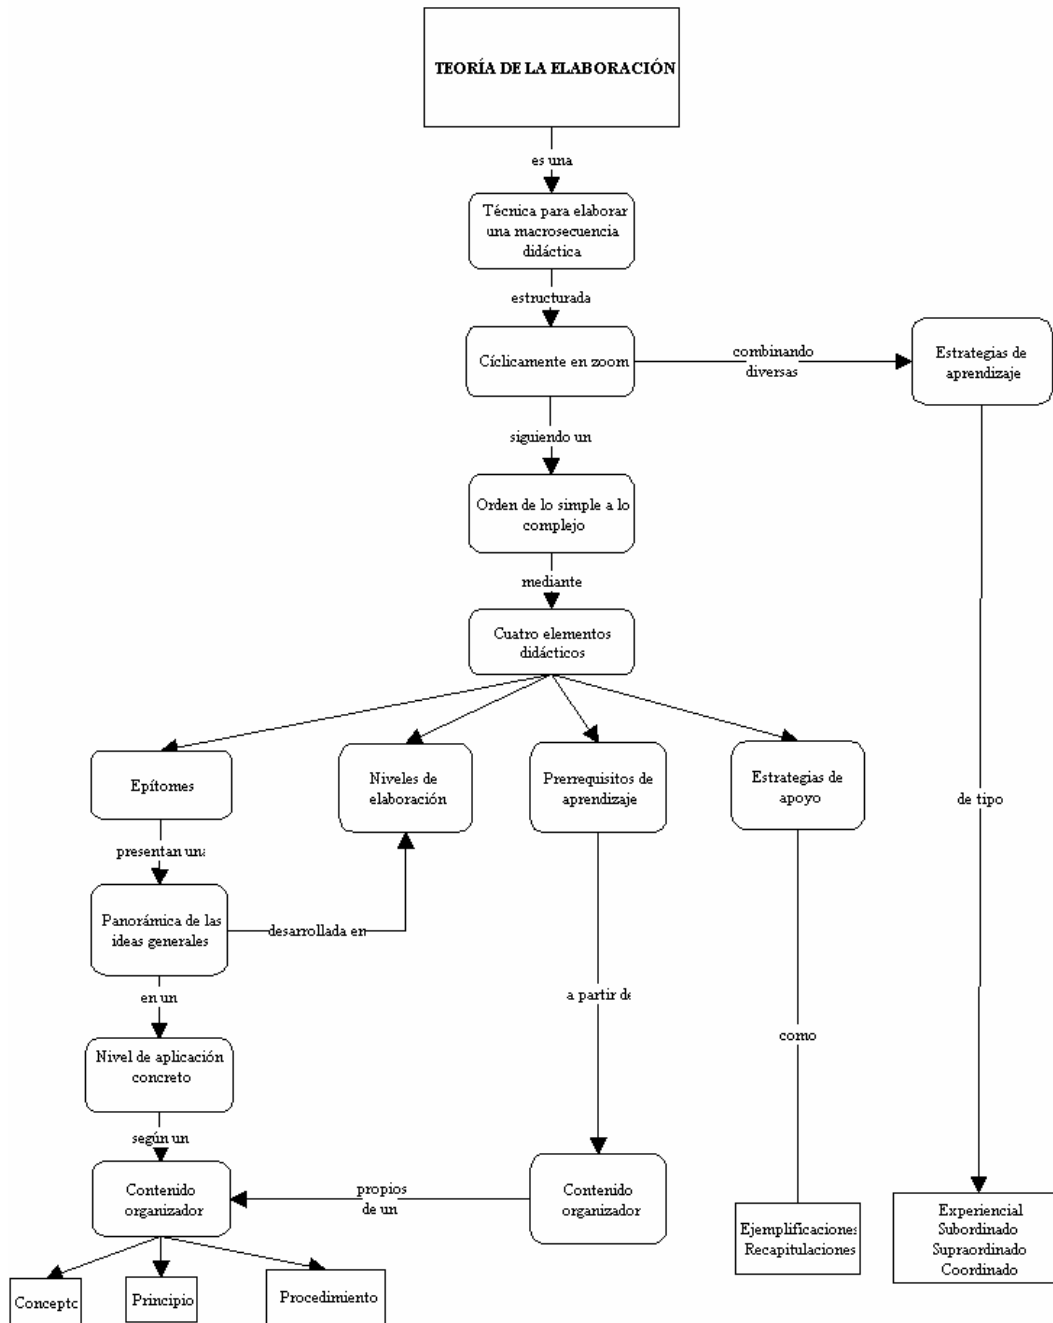 TEORÍA DE LA ELABORACIÓN
es una
Técnica para elaborar
una macrosecuencia
didáctica
estructurada
Cíclicamente en zoom
combinando
diversas
Estrategias de
aprendizaje
siguiendo un
Orden de lo simple a lo
complejo
mediante
Cuatro elementos
didácticos
Epítomes
Niveles de
elaboración
Prerrequisitos de
aprendizaje
Estrategias de
apoyo
de tipo
presentan una
Panorámica de las
ideas generales
desarrollada en
en un
a partir de
como
Nivel de aplicación
concreto
según un
Contenido
organizador
propios
de un
Contenido
organizador
Ejemplificaciones
Recapitulaciones
Experiencial
Subordinado
Supraordinado
Coordinado
Concepto
Principio
Procedimiento